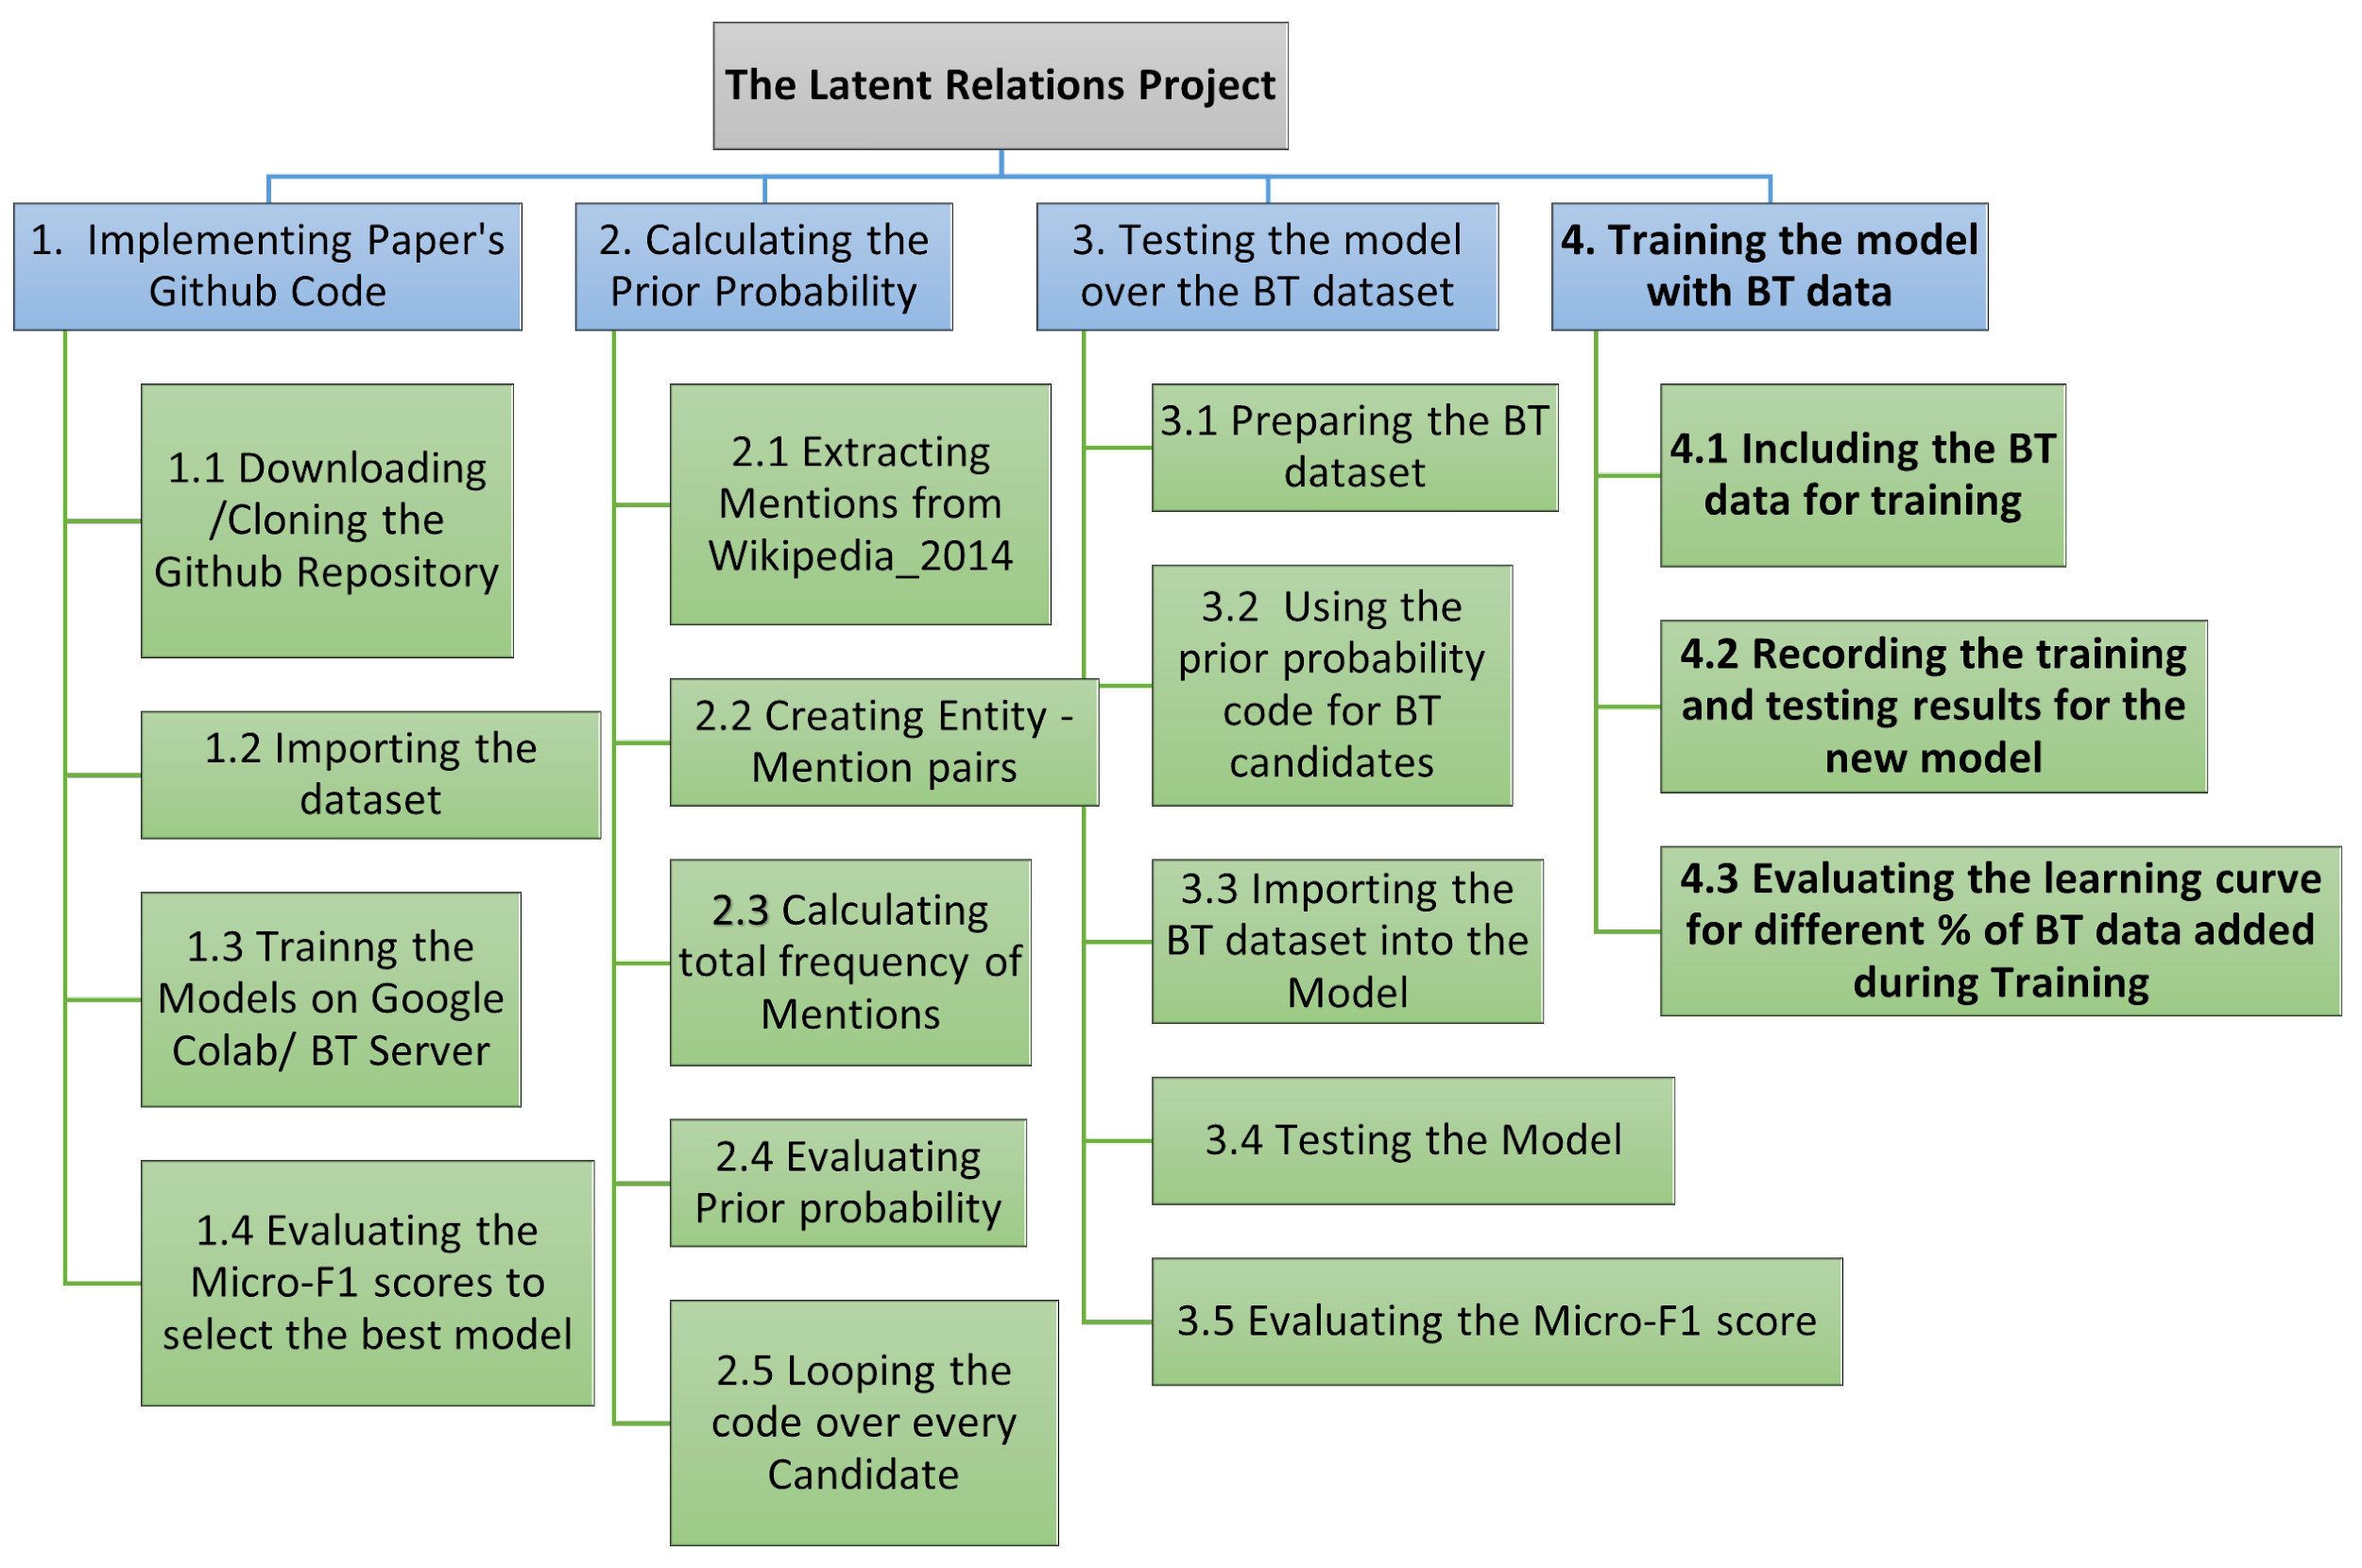 The Latent Relations Project
1.  Implementing Paper's
Github Code
1.1 Downloading
/Cloning the
Github Repository
1.2 Importing the
dataset
1.3 Trainng the
Models on Google
Colab/ BT Server
1.4 Evaluating the
Micro-F1 scores to
select the best model
2. Calculating the
Prior Probability
2.1 Extracting
Mentions from
Wikipedia_2014
2.2 Creating Entity -
Mention pairs
2.3 Calculating
total frequency of
Mentions
2.4 Evaluating
Prior probability
2.5 Looping the
code over every
Candidate
3. Testing the model
over the BT dataset
3.1 Preparing the BT
dataset
3.2  Using the
prior probability
code for BT
candidates
3.3 Importing the
BT dataset into the
Model
3.4 Testing the Model
3.5 Evaluating the Micro-F1 score
4. Training the model
with BT data
4.1 Including the BT
data for training
4.2 Recording the training
and testing results for the
new model
4.3 Evaluating the learning curve
for different % of BT data added
during Training